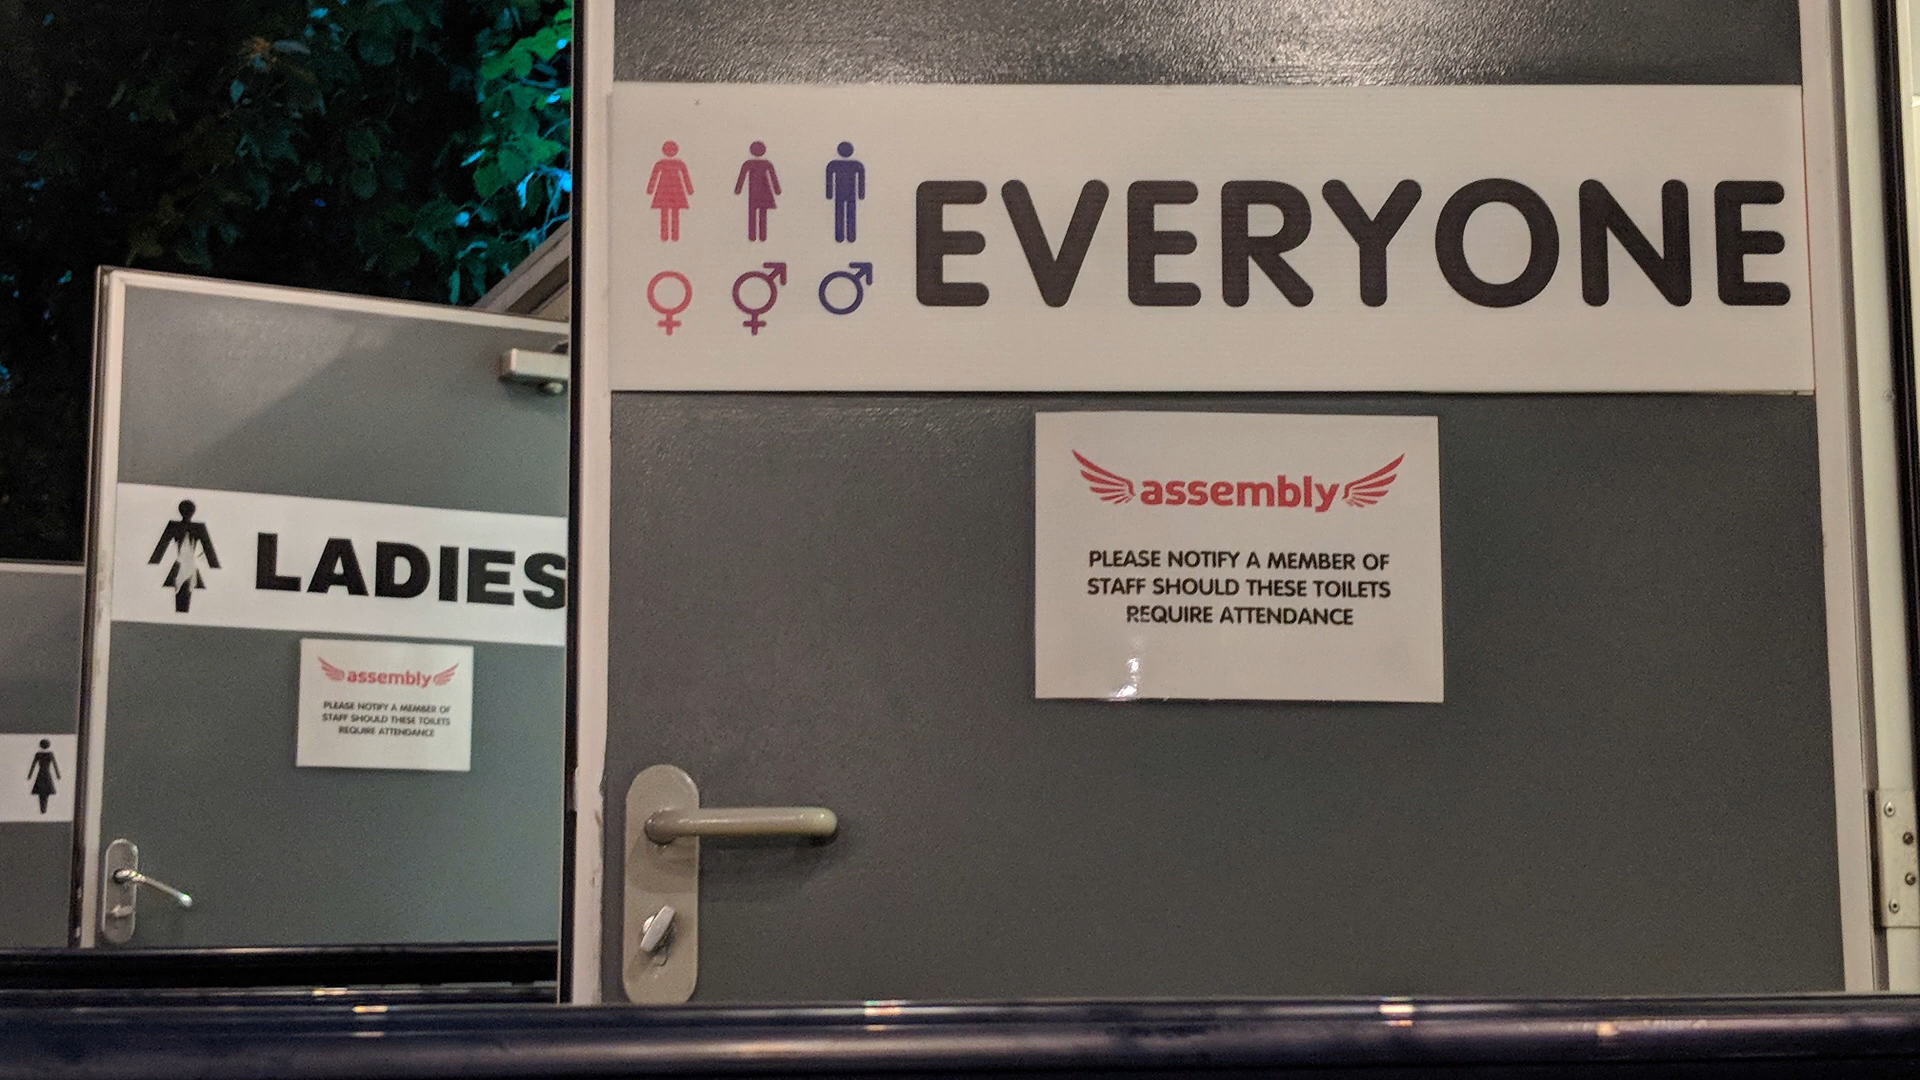 EVERYONE
assembly
PLEASE NOTIFY A MEMBER OF
STAFF SHOULD THESE TOILETS
REQUIRE ATTENDANCE
LADIES
assembly
PLEASE NOTIFY A MEMBER OF
STAFF SHOULD THESE TOILETS
REQUIRE ATTENDANCE